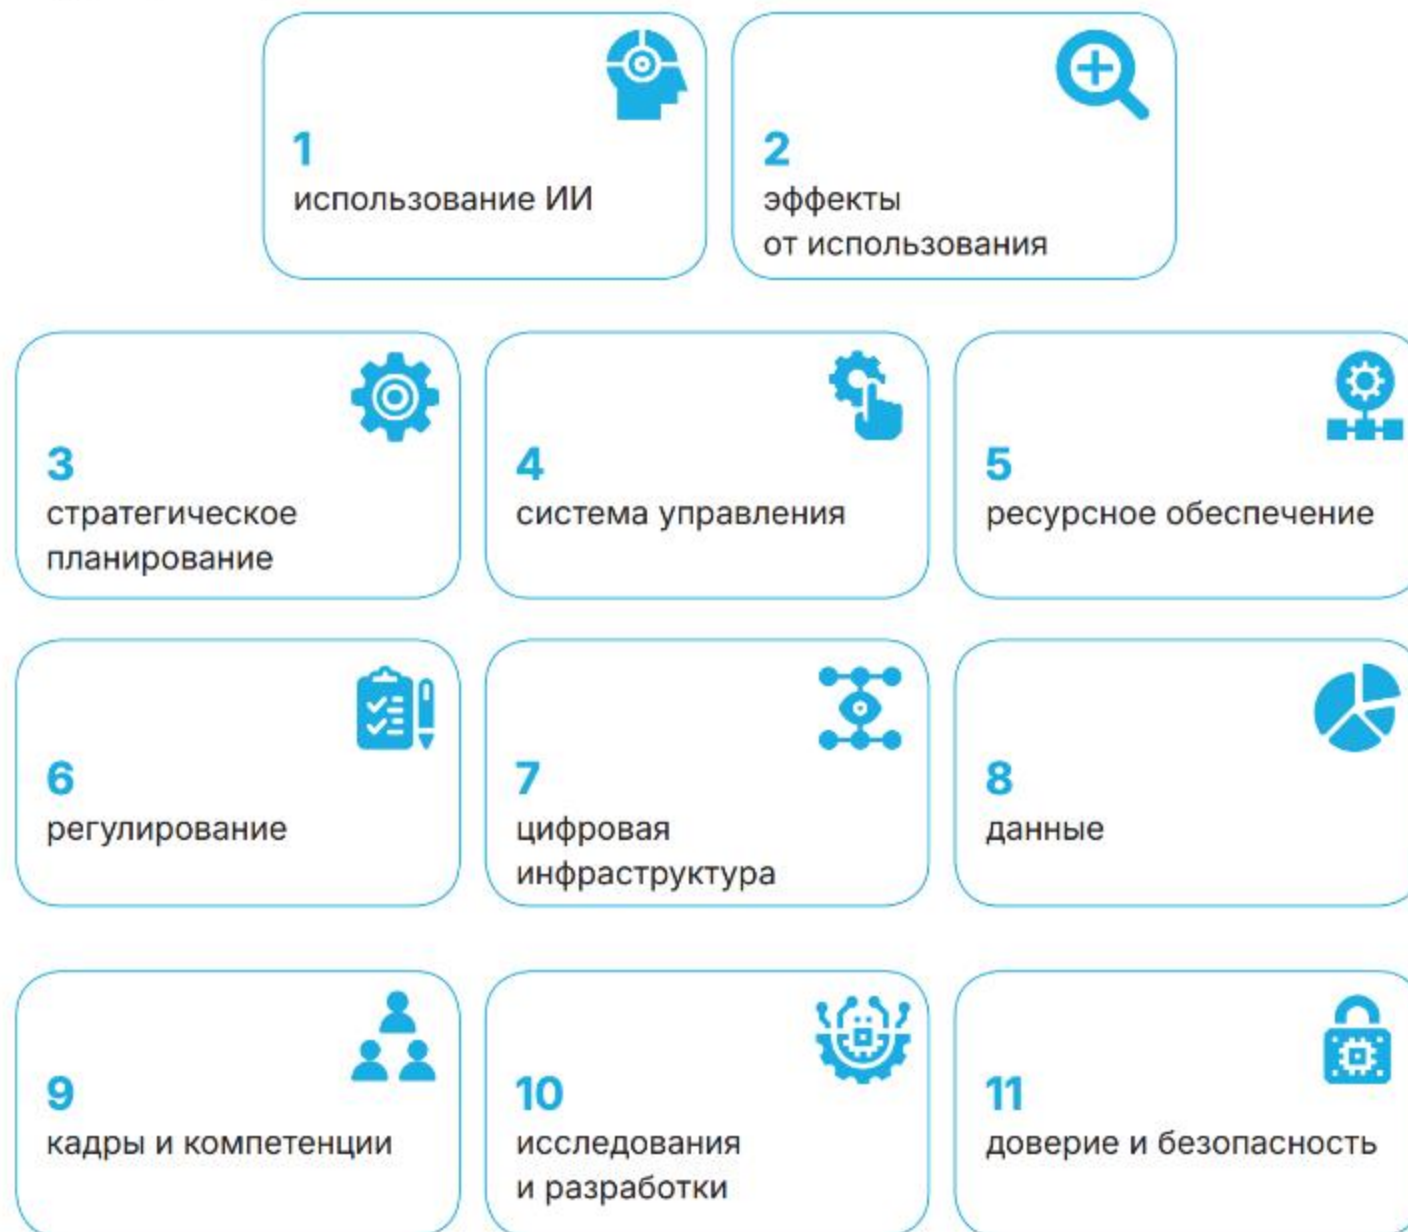 1
использование ИИ
2
эффекты
от использования
3
стратегическое
планирование
4
система управления
5
ресурсное обеспечение
6
регулирование
7
цифровая
инфраструктура
8
данные
9
кадры и компетенции
10
исследования
и разработки
11
доверие и безопасность